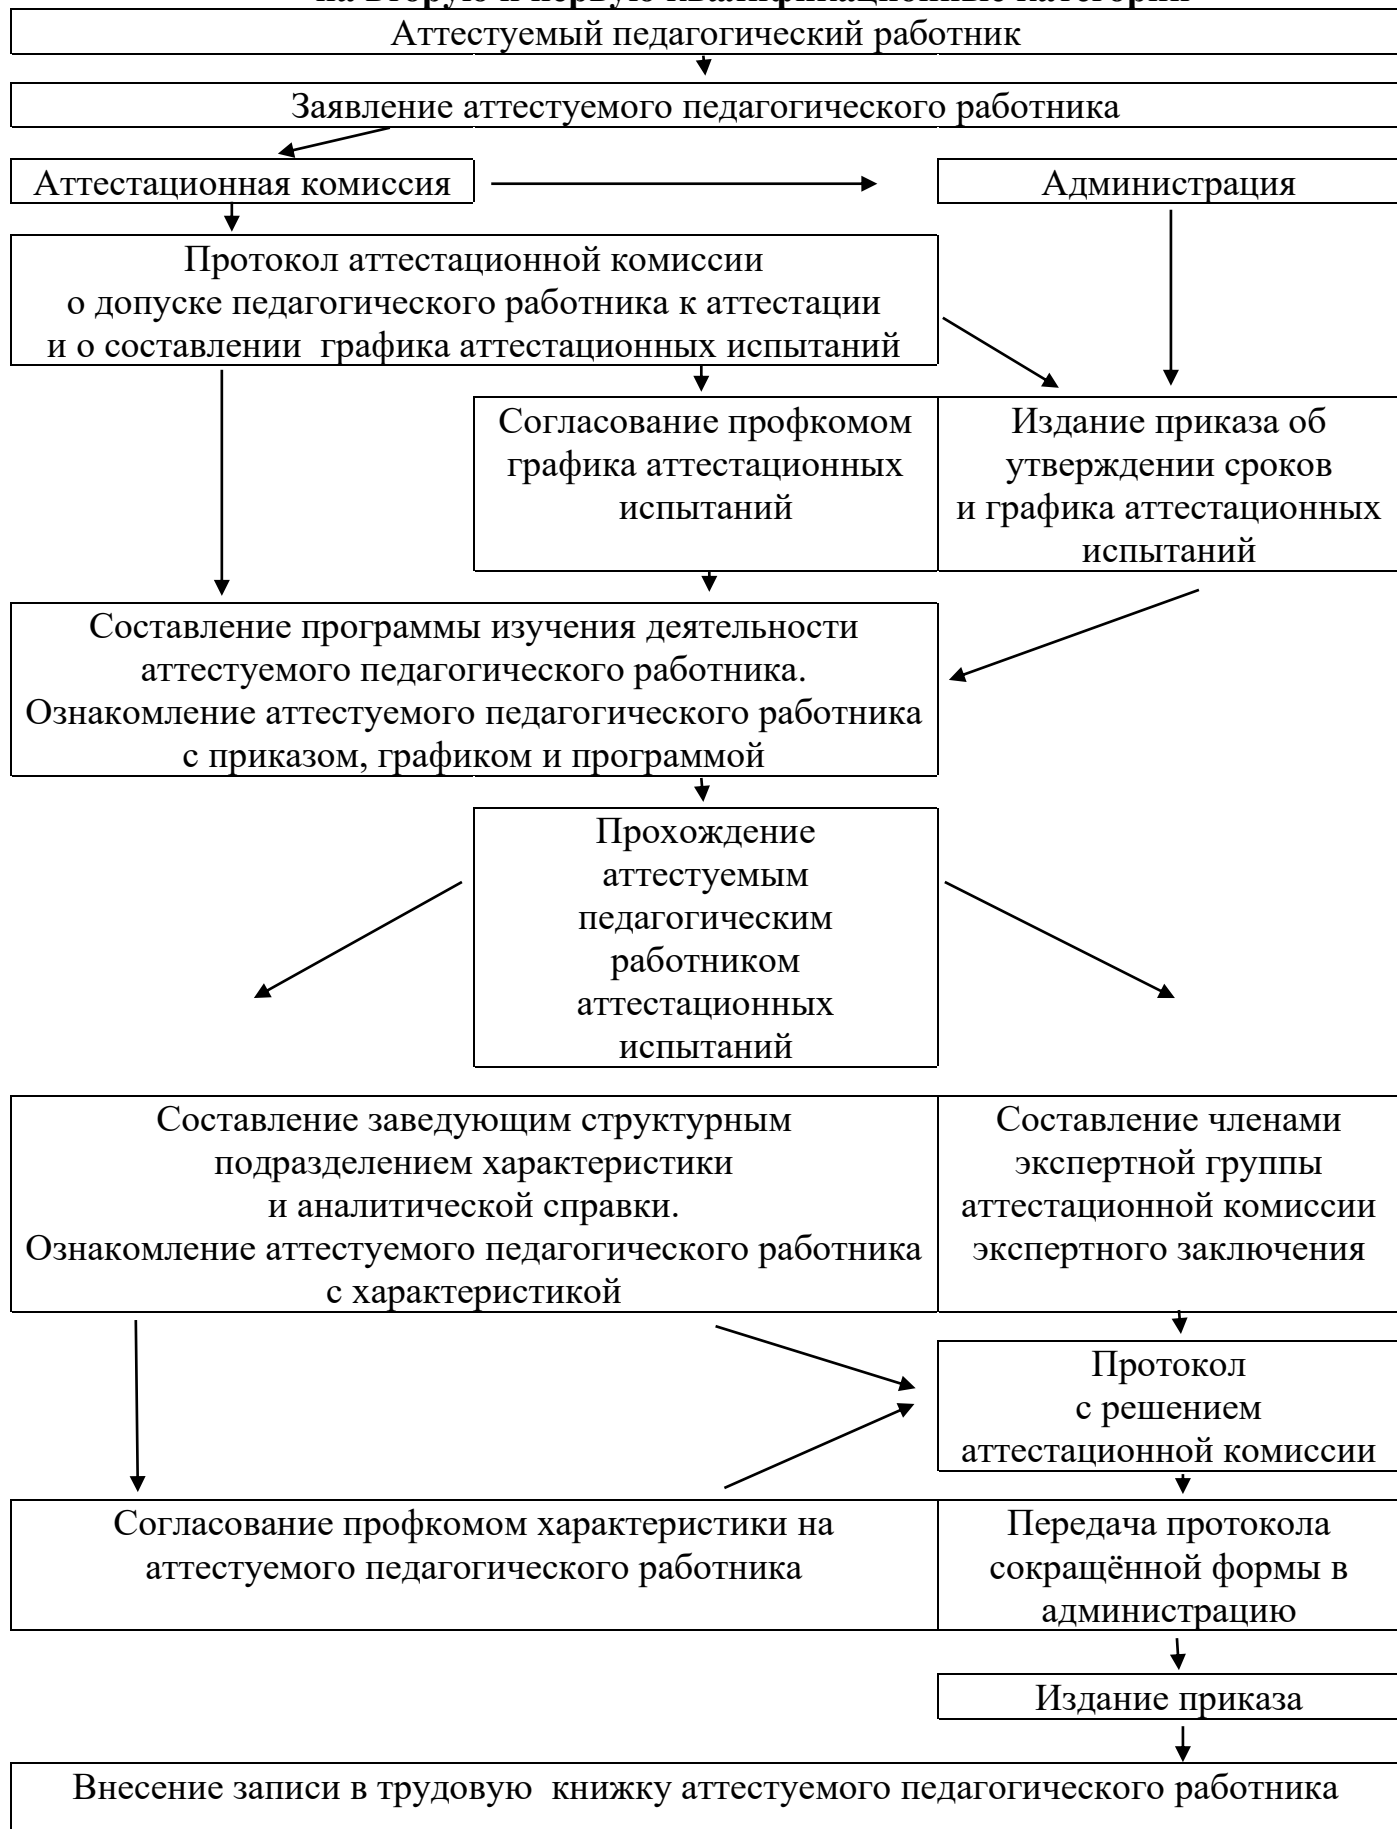 на вторую и первую квалификационные категории
Аттестуемый педагогический работник
Заявление аттестуемого педагогического работника
Аттестационная комиссия
Администрация
Протокол аттестационной комиссии
о допуске педагогического работника к аттестации
и о составлении графика аттестационных испытаний
Согласование профкомом
графика аттестационных
испытаний
Издание приказа об
утверждении сроков
и графика аттестационных
испытаний
Составление программы изучения деятельности
аттестуемого педагогического работника.
Ознакомление аттестуемого педагогического работника
с приказом, графиком и программой
Прохождение
аттестуемым
педагогическим
работником
аттестационных
испытаний
Составление заведующим структурным
подразделением характеристики
и аналитической справки.
Ознакомление аттестуемого педагогического работника
с характеристикой
Составление членами
экспертной группы
аттестационной комиссии
экспертного заключения
Протокол
с решением
аттестационной комиссии
Согласование профкомом характеристики на
аттестуемого педагогического работника
Передача протокола
сокращённой формы в
администрацию
Издание приказа
Внесение записи в трудовую книжку аттестуемого педагогического работника